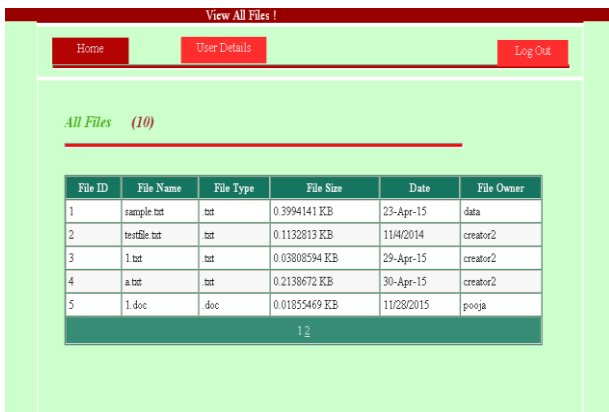 View All Files !
Home User Details Log Out
All Files (10)
File ID File Name File Type File Size Date File Owner
1 sample.txt .txt 0.3994141 KB 23-Apr-15 data
2 testfile.txt .txt 0.1132813 KB 11/4/2014 creator2
3 1.txt .txt 0.03808594 KB 29-Apr-15 creator2
4 a.txt .txt 0.2138672 KB 30-Apr-15 creator2
5 1.doc .doc 0.01855469 KB 11/28/2015 pooja
1 2